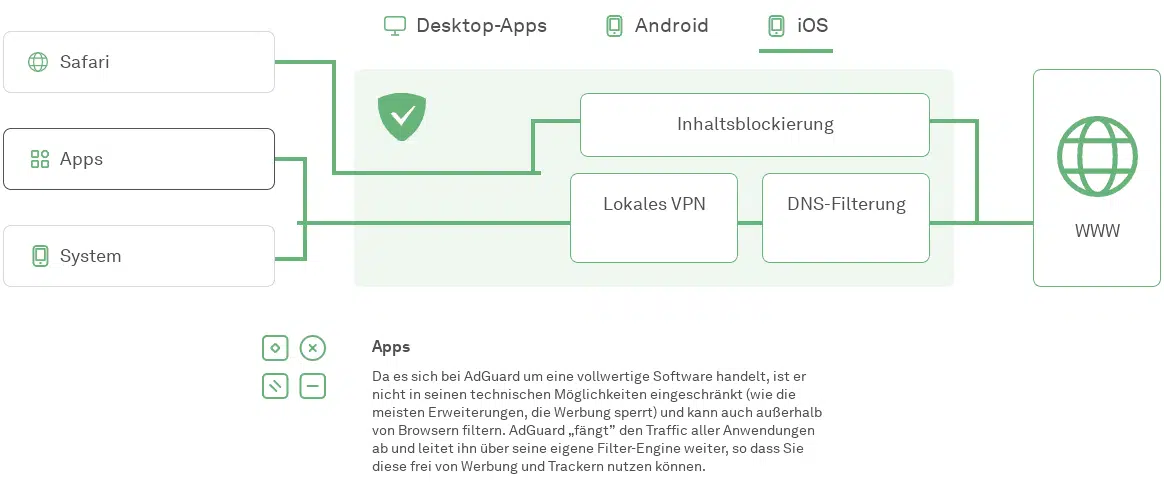 Desktop-Apps
Android
iOS
Safari
Apps
System
Inhaltsblockierung
Lokales VPN
DNS-Filterung
WWW
Apps
Da es sich bei AdGuard um eine vollwertige Software handelt, ist er
nicht in seinen technischen Möglichkeiten eingeschränkt (wie die
meisten Erweiterungen, die Werbung sperrt) und kann auch außerhalb
von Browsern filtern. AdGuard „fängt” den Traffic aller Anwendungen
ab und leitet ihn über seine eigene Filter-Engine weiter, so dass Sie
diese frei von Werbung und Trackern nutzen können.